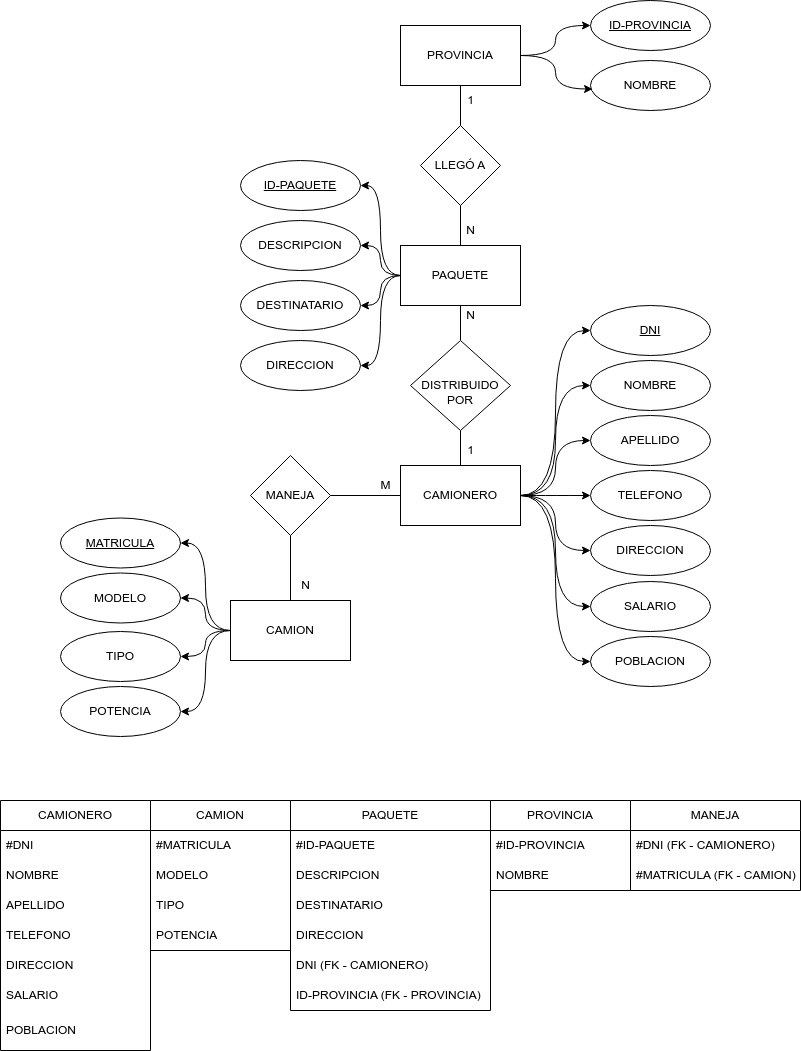 ID-PROVINCIA
PROVINCIA
NOMBRE
1
LLEGÓ A
ID-PAQUETE
N
DESCRIPCION
PAQUETE
DESTINATARIO
N
DNI
DIRECCION
DISTRIBUIDO
POR
NOMBRE
APELLIDO
1
M
MANEJA
CAMIONERO
TELEFONO
MATRICULA
DIRECCION
N
MODELO
SALARIO
CAMION
TIPO
POBLACION
POTENCIA
CAMIONERO CAMION PAQUETE PROVINCIA MANEJA
#DNI #MATRICULA #ID-PAQUETE #ID-PROVINCIA #DNI (FK - CAMIONERO)
NOMBRE MODELO DESCRIPCION NOMBRE #MATRICULA (FK - CAMION)
APELLIDO TIPO DESTINATARIO
TELEFONO POTENCIA DIRECCION
DIRECCION DNI (FK - CAMIONERO)
SALARIO ID-PROVINCIA (FK - PROVINCIA)
POBLACION